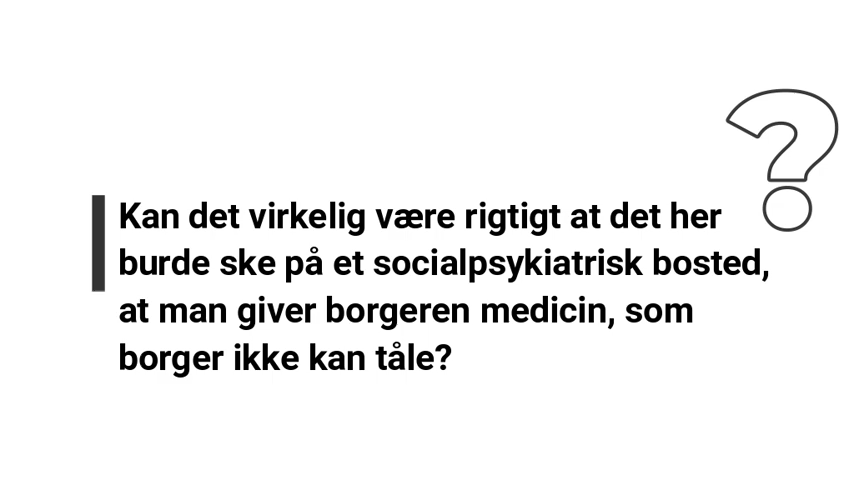 Kan det virkelig være rigtigt at det her
burde ske på et socialpsykiatrisk bosted,
at man giver borgeren medicin, som
borger ikke kan tåle?